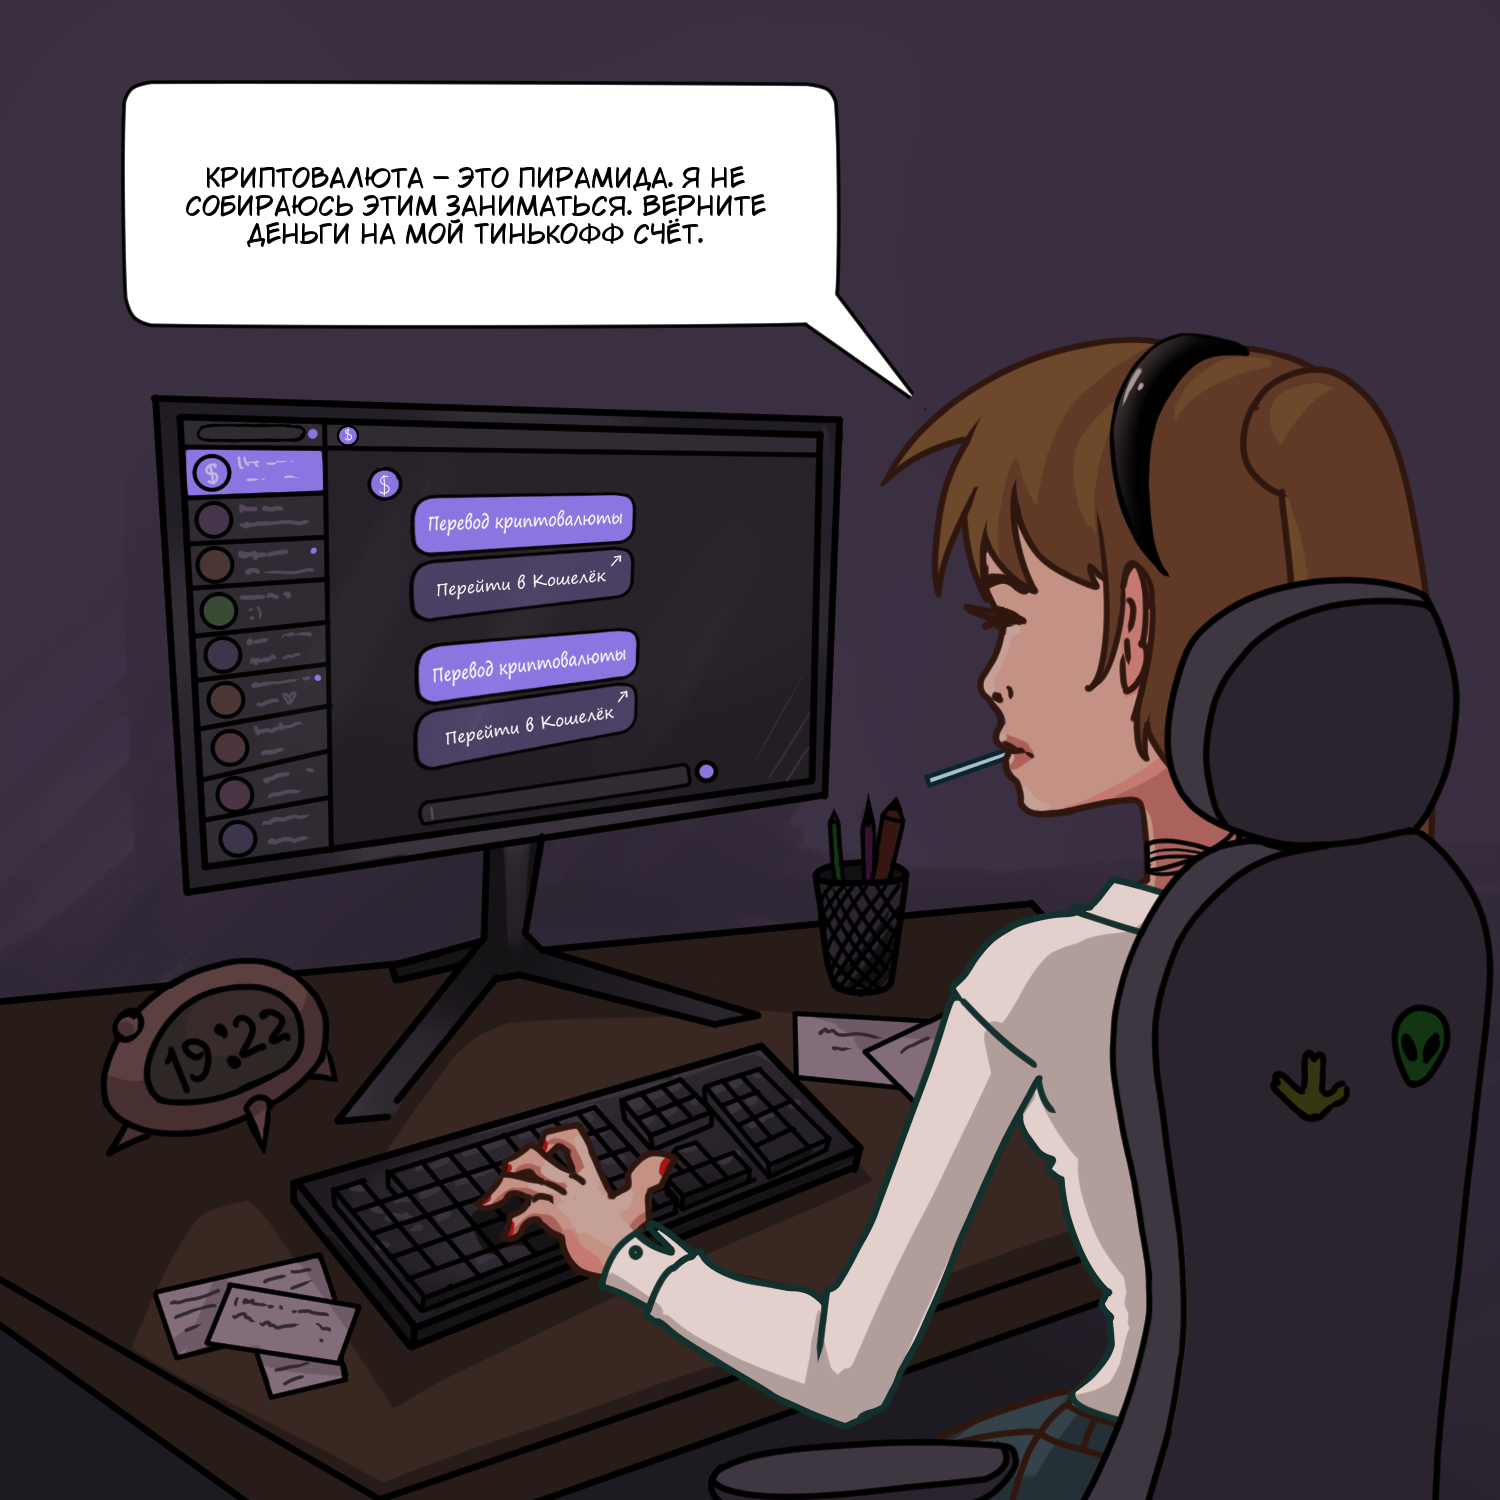 КРИПТОВАЛЮТА – ЭТО ПИРАМИДА. Я НЕ
СОБИРАЮСЬ ЭТИМ ЗАНИМАТЬСЯ. ВЕРНИТЕ
ДЕНЬГИ НА МОЙ ТИНЬКОФФ СЧЁТ.
$
$
$
Перевод криптовалюты
Перейти в Кошелёк
:)
Перевод криптовалюты
Перейти в Кошелёк
19:22